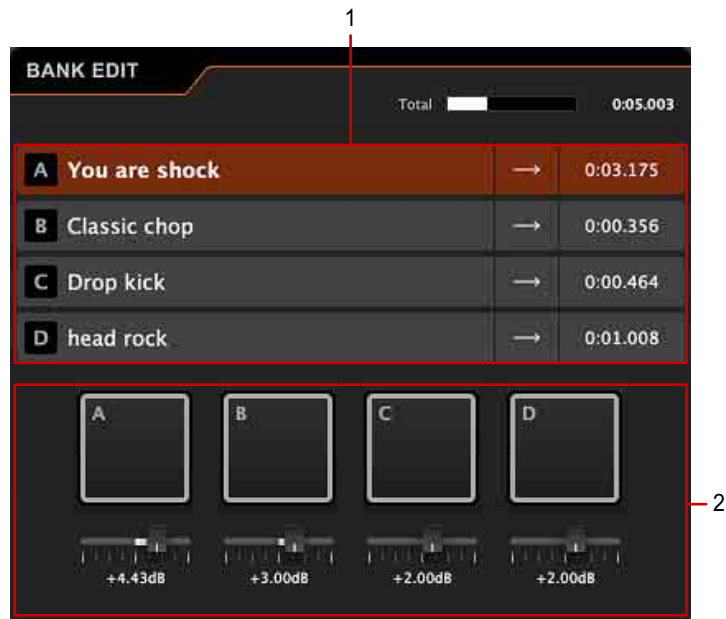 1
BANK EDIT
Total 0:05.003
A You are shock → 0:03.175
B Classic chop → 0:00.356
C Drop kick → 0:00.464
D head rock → 0:01.008
A B C D
2
+4.43dB +3.00dB +2.00dB +2.00dB